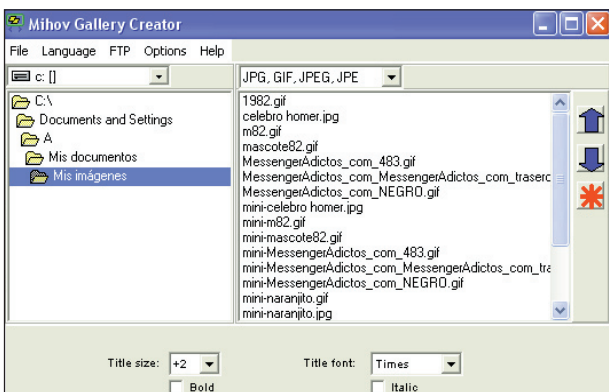 Mihov Gallery Creator
File Language FTP Options Help
c: []
JPG, GIF, JPEG, JPE
C:\
Documents and Settings
A
Mis documentos
Mis imágenes
1982.gif
celebro homer.jpg
m82.gif
mascote82.gif
MessengerAdictos_com_483.gif
MessengerAdictos_com_MessengerAdictos_com_traserc
MessengerAdictos_com_NEGRO.gif
mini-celebro homer.jpg
mini-m82.gif
mini-mascote82.gif
mini-MessengerAdictos_com_483.gif
mini-MessengerAdictos_com_MessengerAdictos_com_tra
mini-MessengerAdictos_com_NEGRO.gif
mini-naranjito.gif
mini-naranjito.jpg
Title size: +2 Title font: Times
Bold Italic